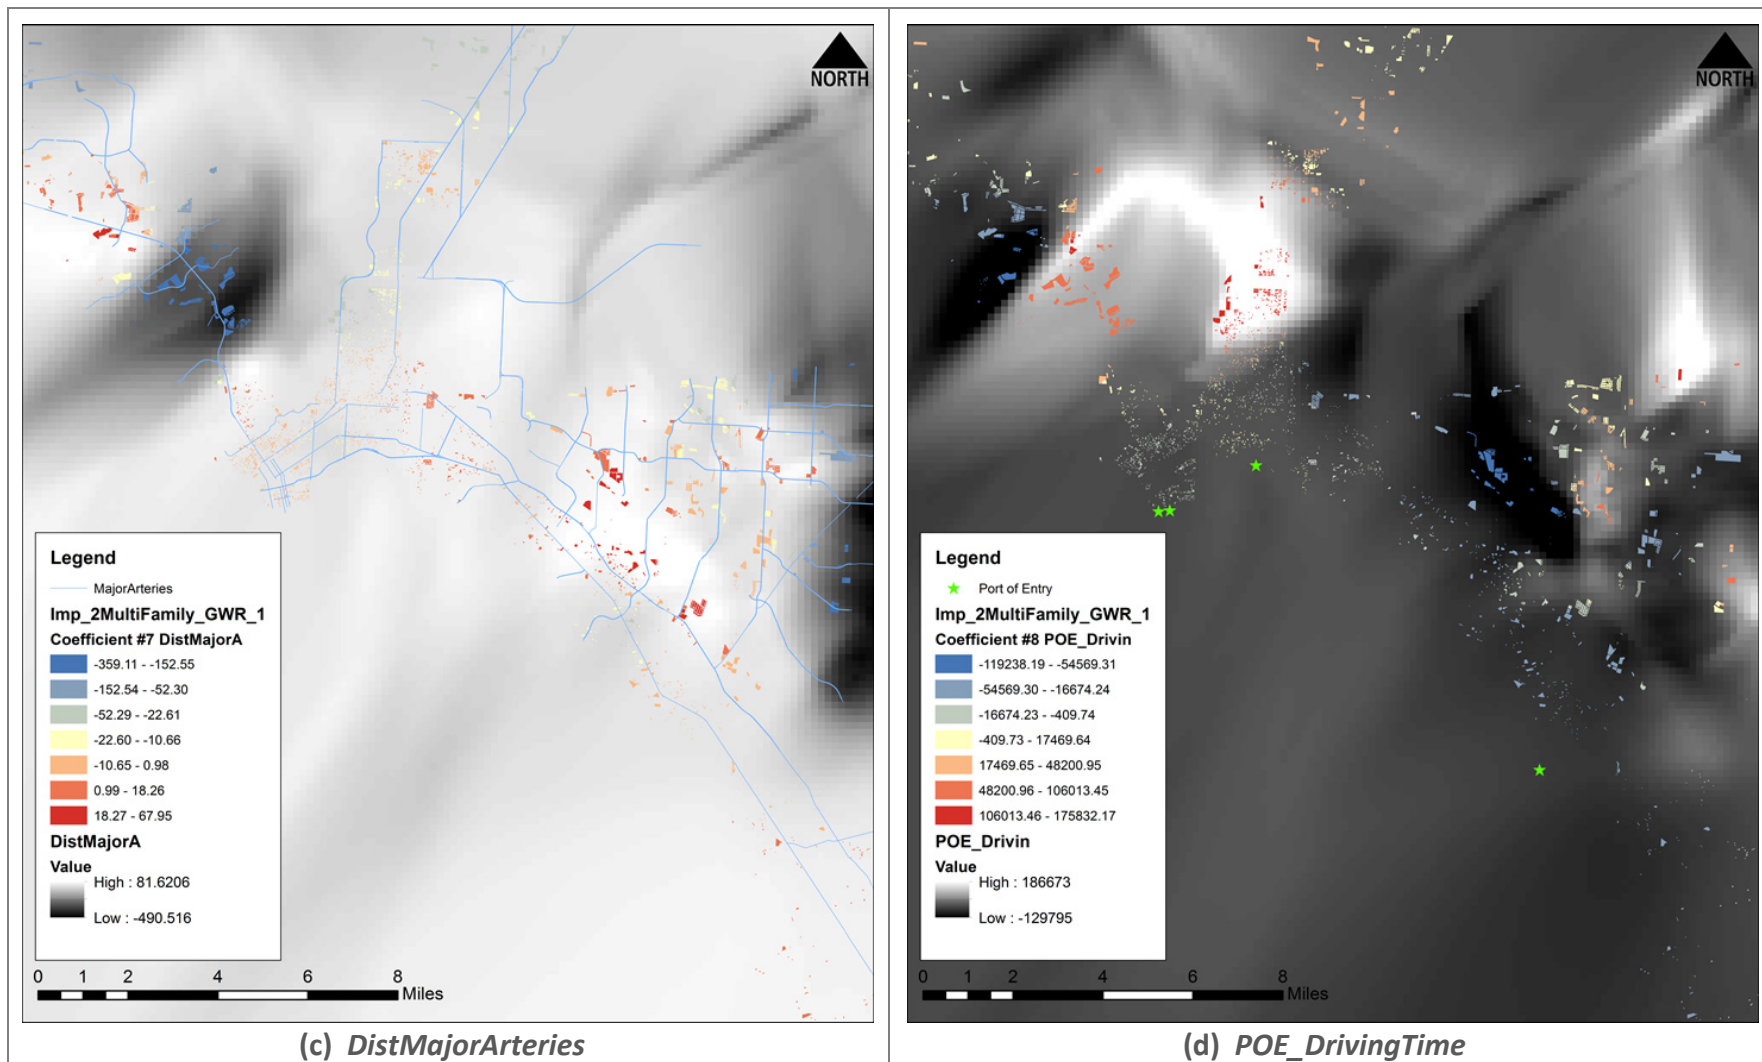 NORTH
Legend
MajorArteries
Imp_2MultiFamily_GWR_1
Coefficient #7 DistMajorA
-359.11 - -152.55
-152.54 - -52.30
-52.29 - -22.61
-22.60 - -10.66
-10.65 - 0.98
0.99 - 18.26
18.27 - 67.95
DistMajorA
Value
High : 81.6206
Low : -490.516
0 1 2 4 6 8
Miles
(c) DistMajorArteries
NORTH
Legend
Port of Entry
Imp_2MultiFamily_GWR_1
Coefficient #8 POE_Drivin
-119238.19 - -54569.31
-54569.30 - -16674.24
-16674.23 - -409.74
-409.73 - 17469.64
17469.65 - 48200.95
48200.96 - 106013.45
106013.46 - 175832.17
POE_Drivin
Value
High : 186673
Low : -129795
0 1 2 4 6 8
Miles
(d) POE_DrivingTime